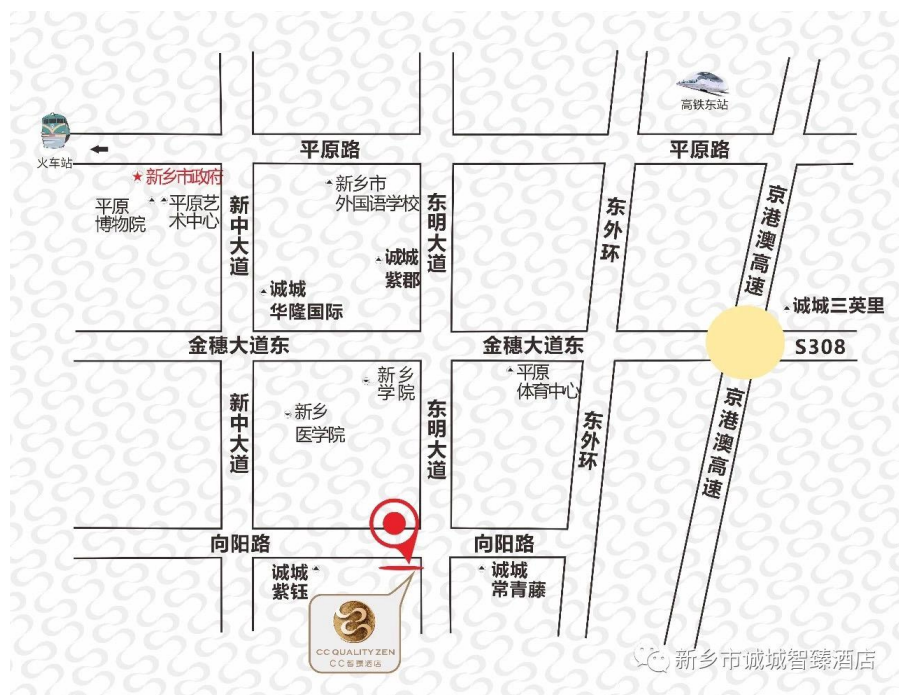 高铁东站
火车站
平原路
平原路
新乡市政府
平原
博物院
平原艺
术中心
新中大道
新乡市
外国语学校
东明大道
东外环
京港澳高速
诚城
紫郡
诚城
华隆国际
诚城三英里
金穗大道东
金穗大道东
S308
新乡
学院
新乡
医学院
平原
体育中心
新中大道
东明大道
东外环
京港澳高速
向阳路
向阳路
诚城
紫钰
诚城
常青藤
CC QUALITY ZEN
CC智臻酒店
新乡市诚城智臻酒店